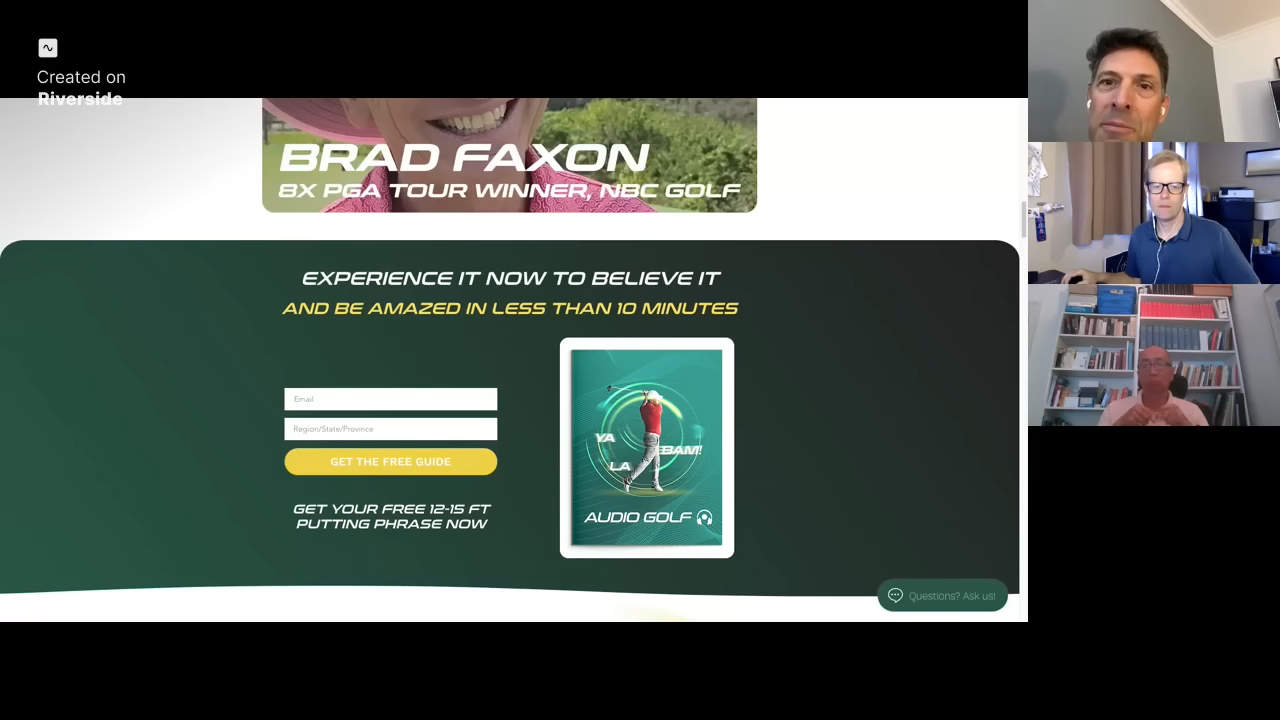 Created on
Riverside
BRAD FAXON
8X PGA TOUR WINNER, NBC GOLF
EXPERIENCE IT NOW TO BELIEVE IT
AND BE AMAZED IN LESS THAN 10 MINUTES
Email
Region/State/Province
GET THE FREE GUIDE
GET YOUR FREE 12-15 FT
PUTTING PHRASE NOW
YA
BAM!
LA
AUDIO GOLF
Questions? Ask us!